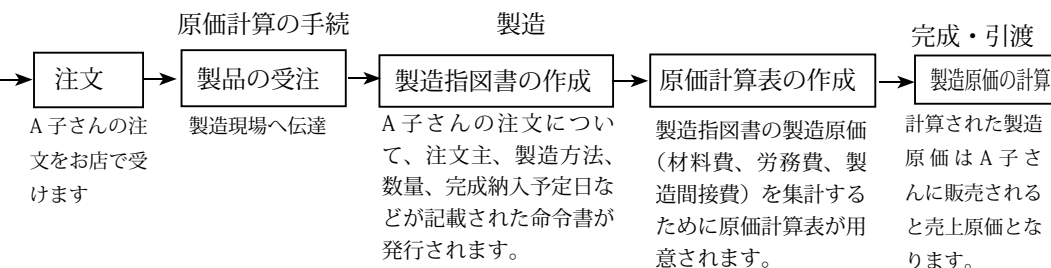 原価計算の手続
製造
完成・引渡
注文
製品の受注
製造指図書の作成
原価計算表の作成
製造原価の計算
A子さんの注
文をお店で受
けます
製造現場へ伝達
A子さんの注文につい
て、注文主、製造方法、
数量、完成納入予定日な
どが記載された命令書が
発行されます。
製造指図書の製造原価
(材料費、労務費、製
造間接費）を集計する
ために原価計算表が用
意されます。
計算された製造
原価はA子さ
んに販売される
と売上原価とな
ります。